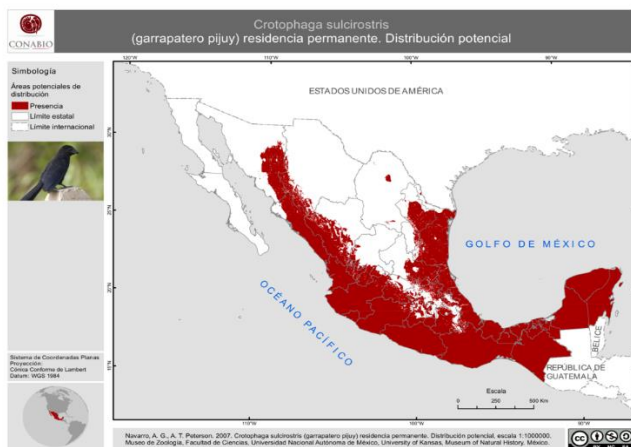 CONABIO
Crotophaga sulcirostris
(garrapatero pijuy) residencia permanente. Distribución potencial
Simbología
Áreas potenciales de
distribución
Presencia
Límite estatal
Límite internacional
ESTADOS UNIDOS DE AMÉRICA
GOLFO DE MÉXICO
OCÉANO PACÍFICO
BELICE
REPÚBLICA DE
GUATEMALA
Escala
0 250 500 Km
Sistema de Coordenadas Planas
Proyección:
Cónica Conforme de Lambert
Datum: WGS 1984
Navarro, A. G., A. T. Peterson. 2007. Crotophaga sulcirostris (garrapatero pijuy) residencia permanente. Distribución potencial, escala 1:1000000.
Museo de Zoología, Facultad de Ciencias, Universidad Nacional Autónoma de México, University of Kansas, Museum of Natural History. México.